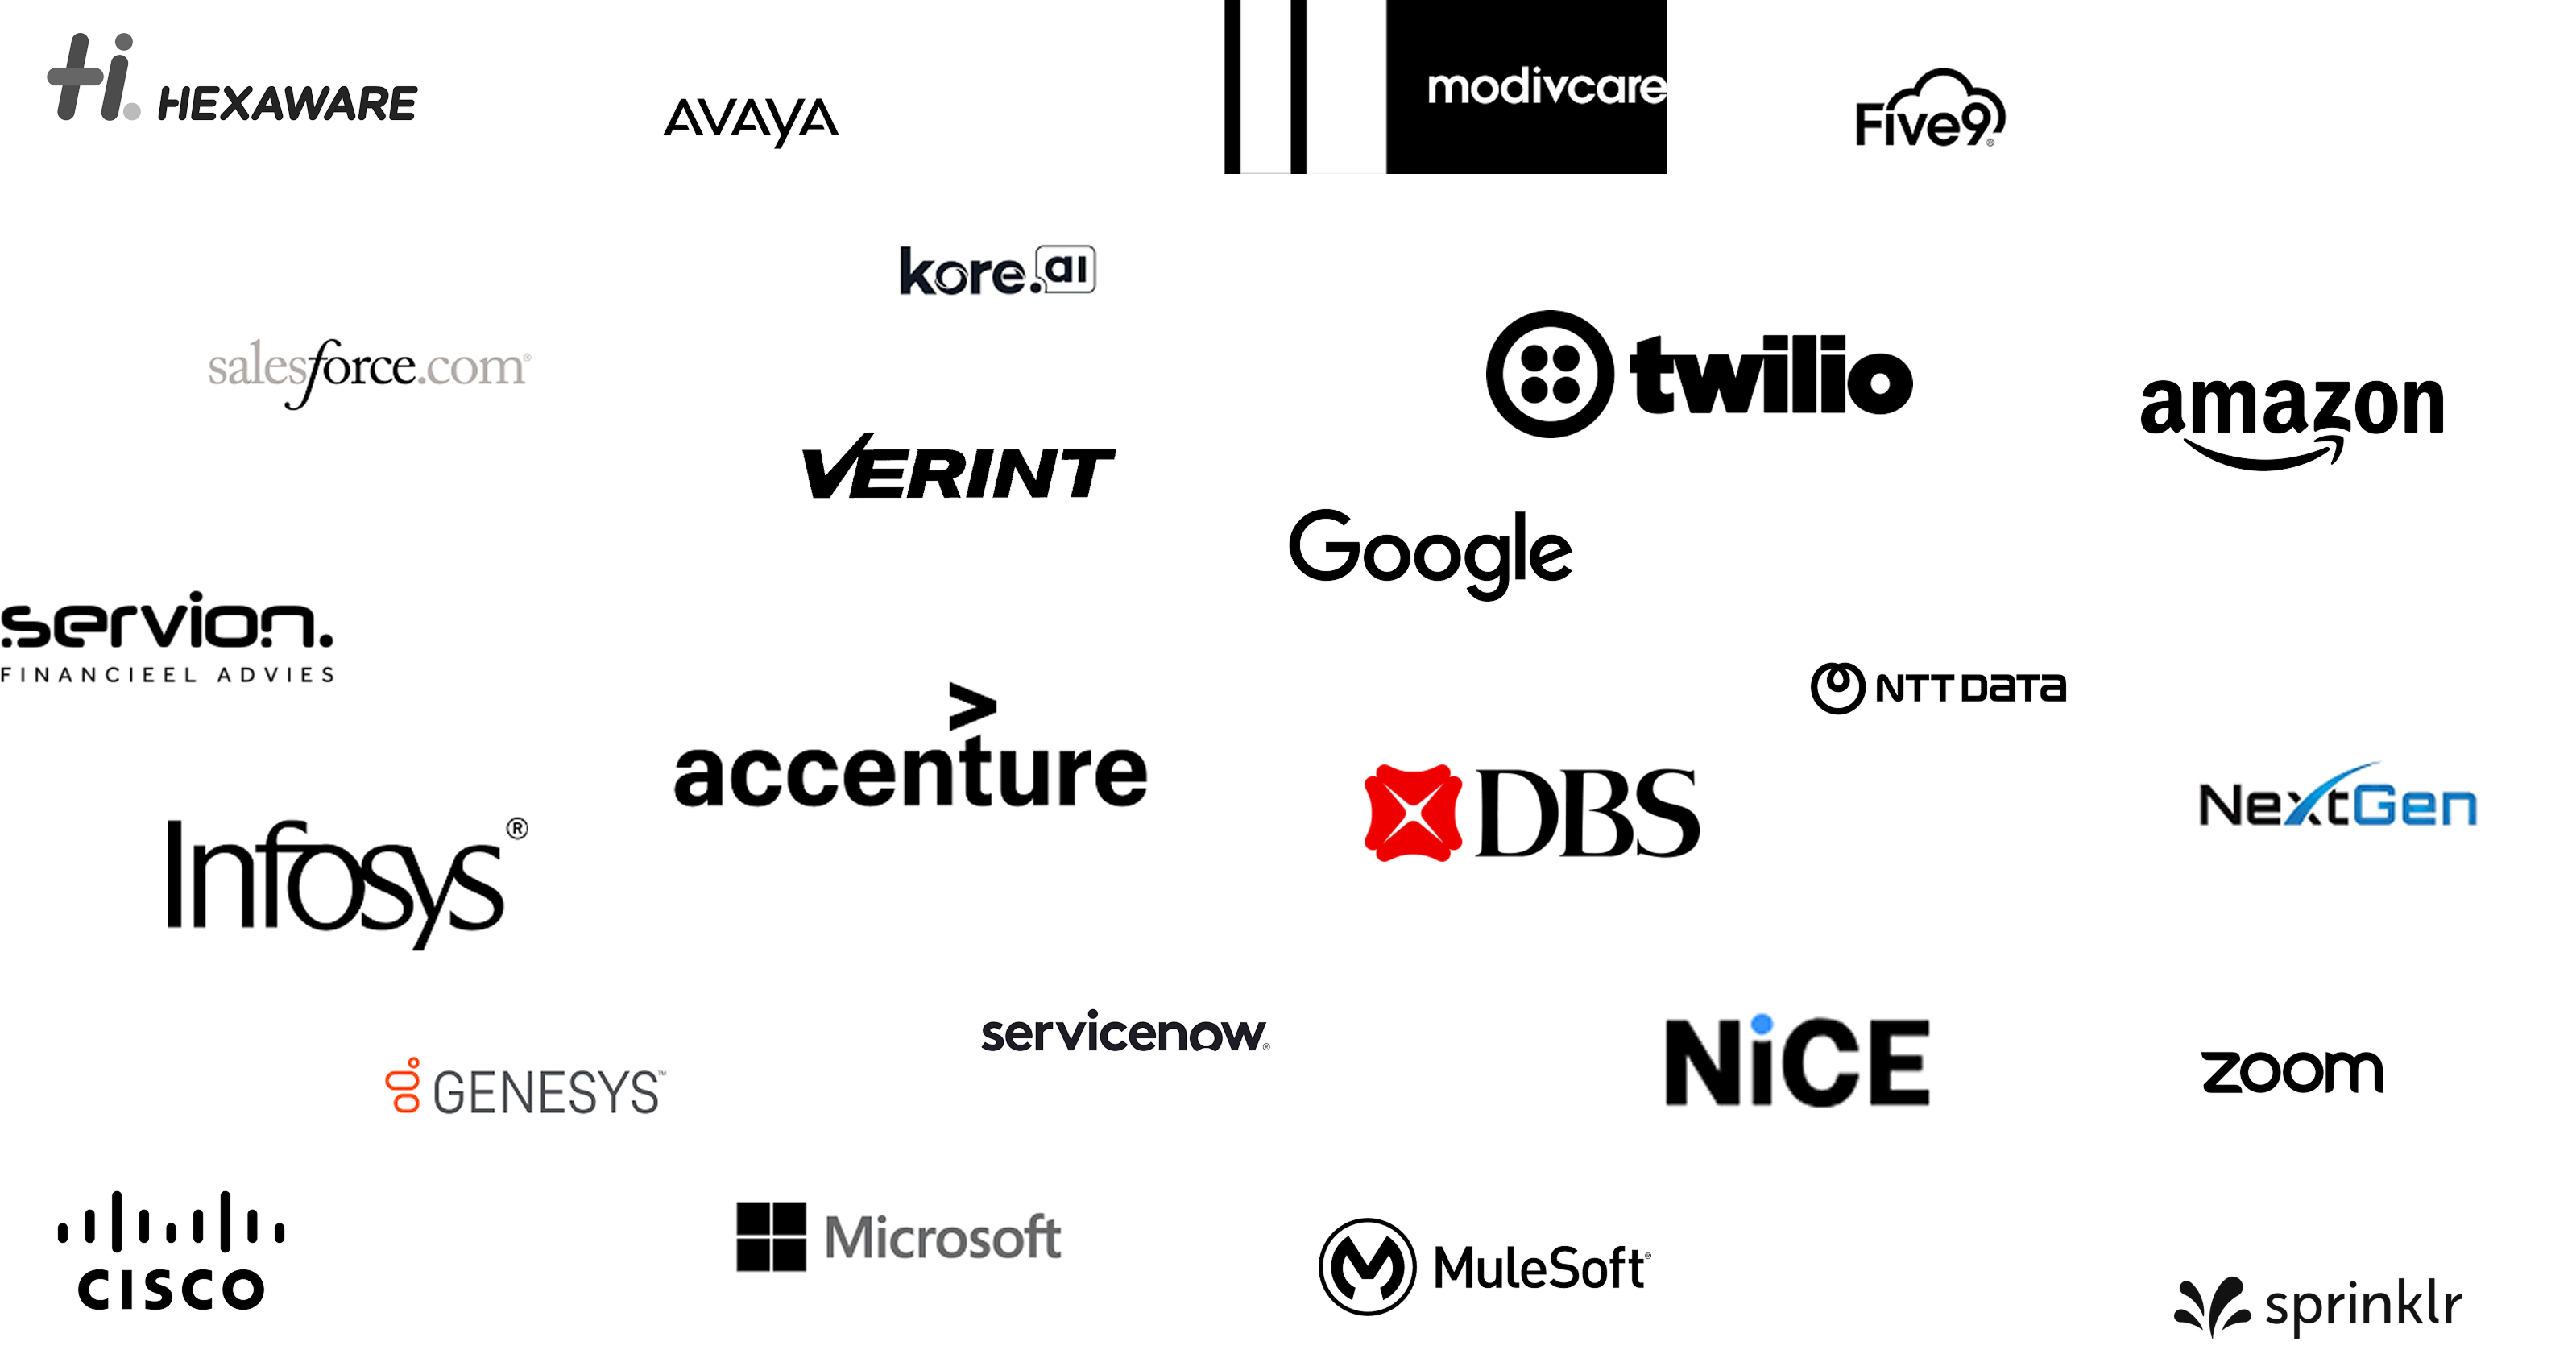 Hi. HEXAWARE
AVAYA
modivcare
Five9®
kore.ai
salesforce.com®
twilio
amazon
VERINT
Google
servion.
FINANCIEEL ADVIES
NTT DATA
>
accenture
DBS
NextGen
Infosys®
servicenow®
NiCE
zoom
GENESYS™
CISCO
Microsoft
MuleSoft®
sprinklr